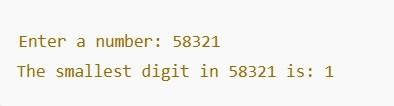 Enter a number: 58321
The smallest digit in 58321 is: 1